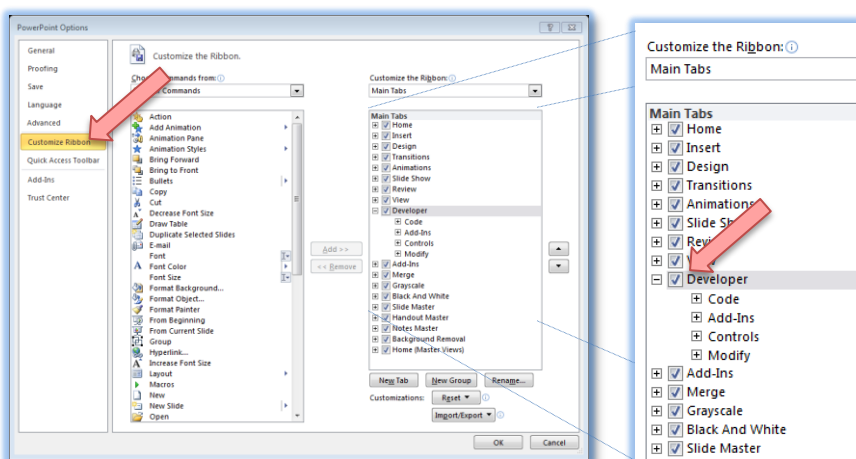 PowerPoint Options
General
Proofing
Save
Language
Advanced
Customize Ribbon
Quick Access Toolbar
Add-Ins
Trust Center
Customize the Ribbon.
Commands
Action
Add Animation
Animation Pane
Animation Styles
Bring Forward
Bring to Front
Bullets
Copy
Cut
Decrease Font Size
Draw Table
Duplicate Selected Slides
E-mail
Font
Font Color
Font Size
Format Background...
Format Object...
Format Painter
From Beginning
From Current Slide
Group
Hyperlink...
Increase Font Size
Layout
Macros
New
New Slide
Open
Add >>
<< Remove
Customize the Ribbon:
Main Tabs
Main Tabs
Home
Insert
Design
Transitions
Animations
Slide Show
Review
View
Developer
Code
Add-Ins
Controls
Modify
Add-Ins
Merge
Grayscale
Black And White
Slide Master
Handout Master
Notes Master
Background Removal
Home (Master Views)
New Tab New Group Rename...
Customizations: Reset
Import/Export
OK Cancel
Customize the Ribbon:
Main Tabs
Main Tabs
Home
Insert
Design
Transitions
Animations
Slide
Developer
Code
Add-Ins
Controls
Modify
Add-Ins
Merge
Grayscale
Black And White
Slide Master